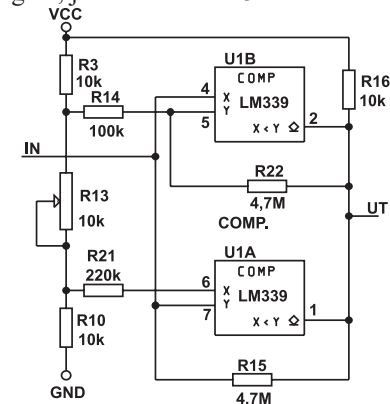 VCC
R3
10k
R14
100k
IN
R13
10k
R21
220k
R10
10k
GND
U1B
COMP
4
X
LM339
5
Y
X < Y
2
R16
10k
R22
4,7M
COMP.
UT
U1A
COMP
6
X
LM339
7
Y
X < Y
1
R15
4,7M